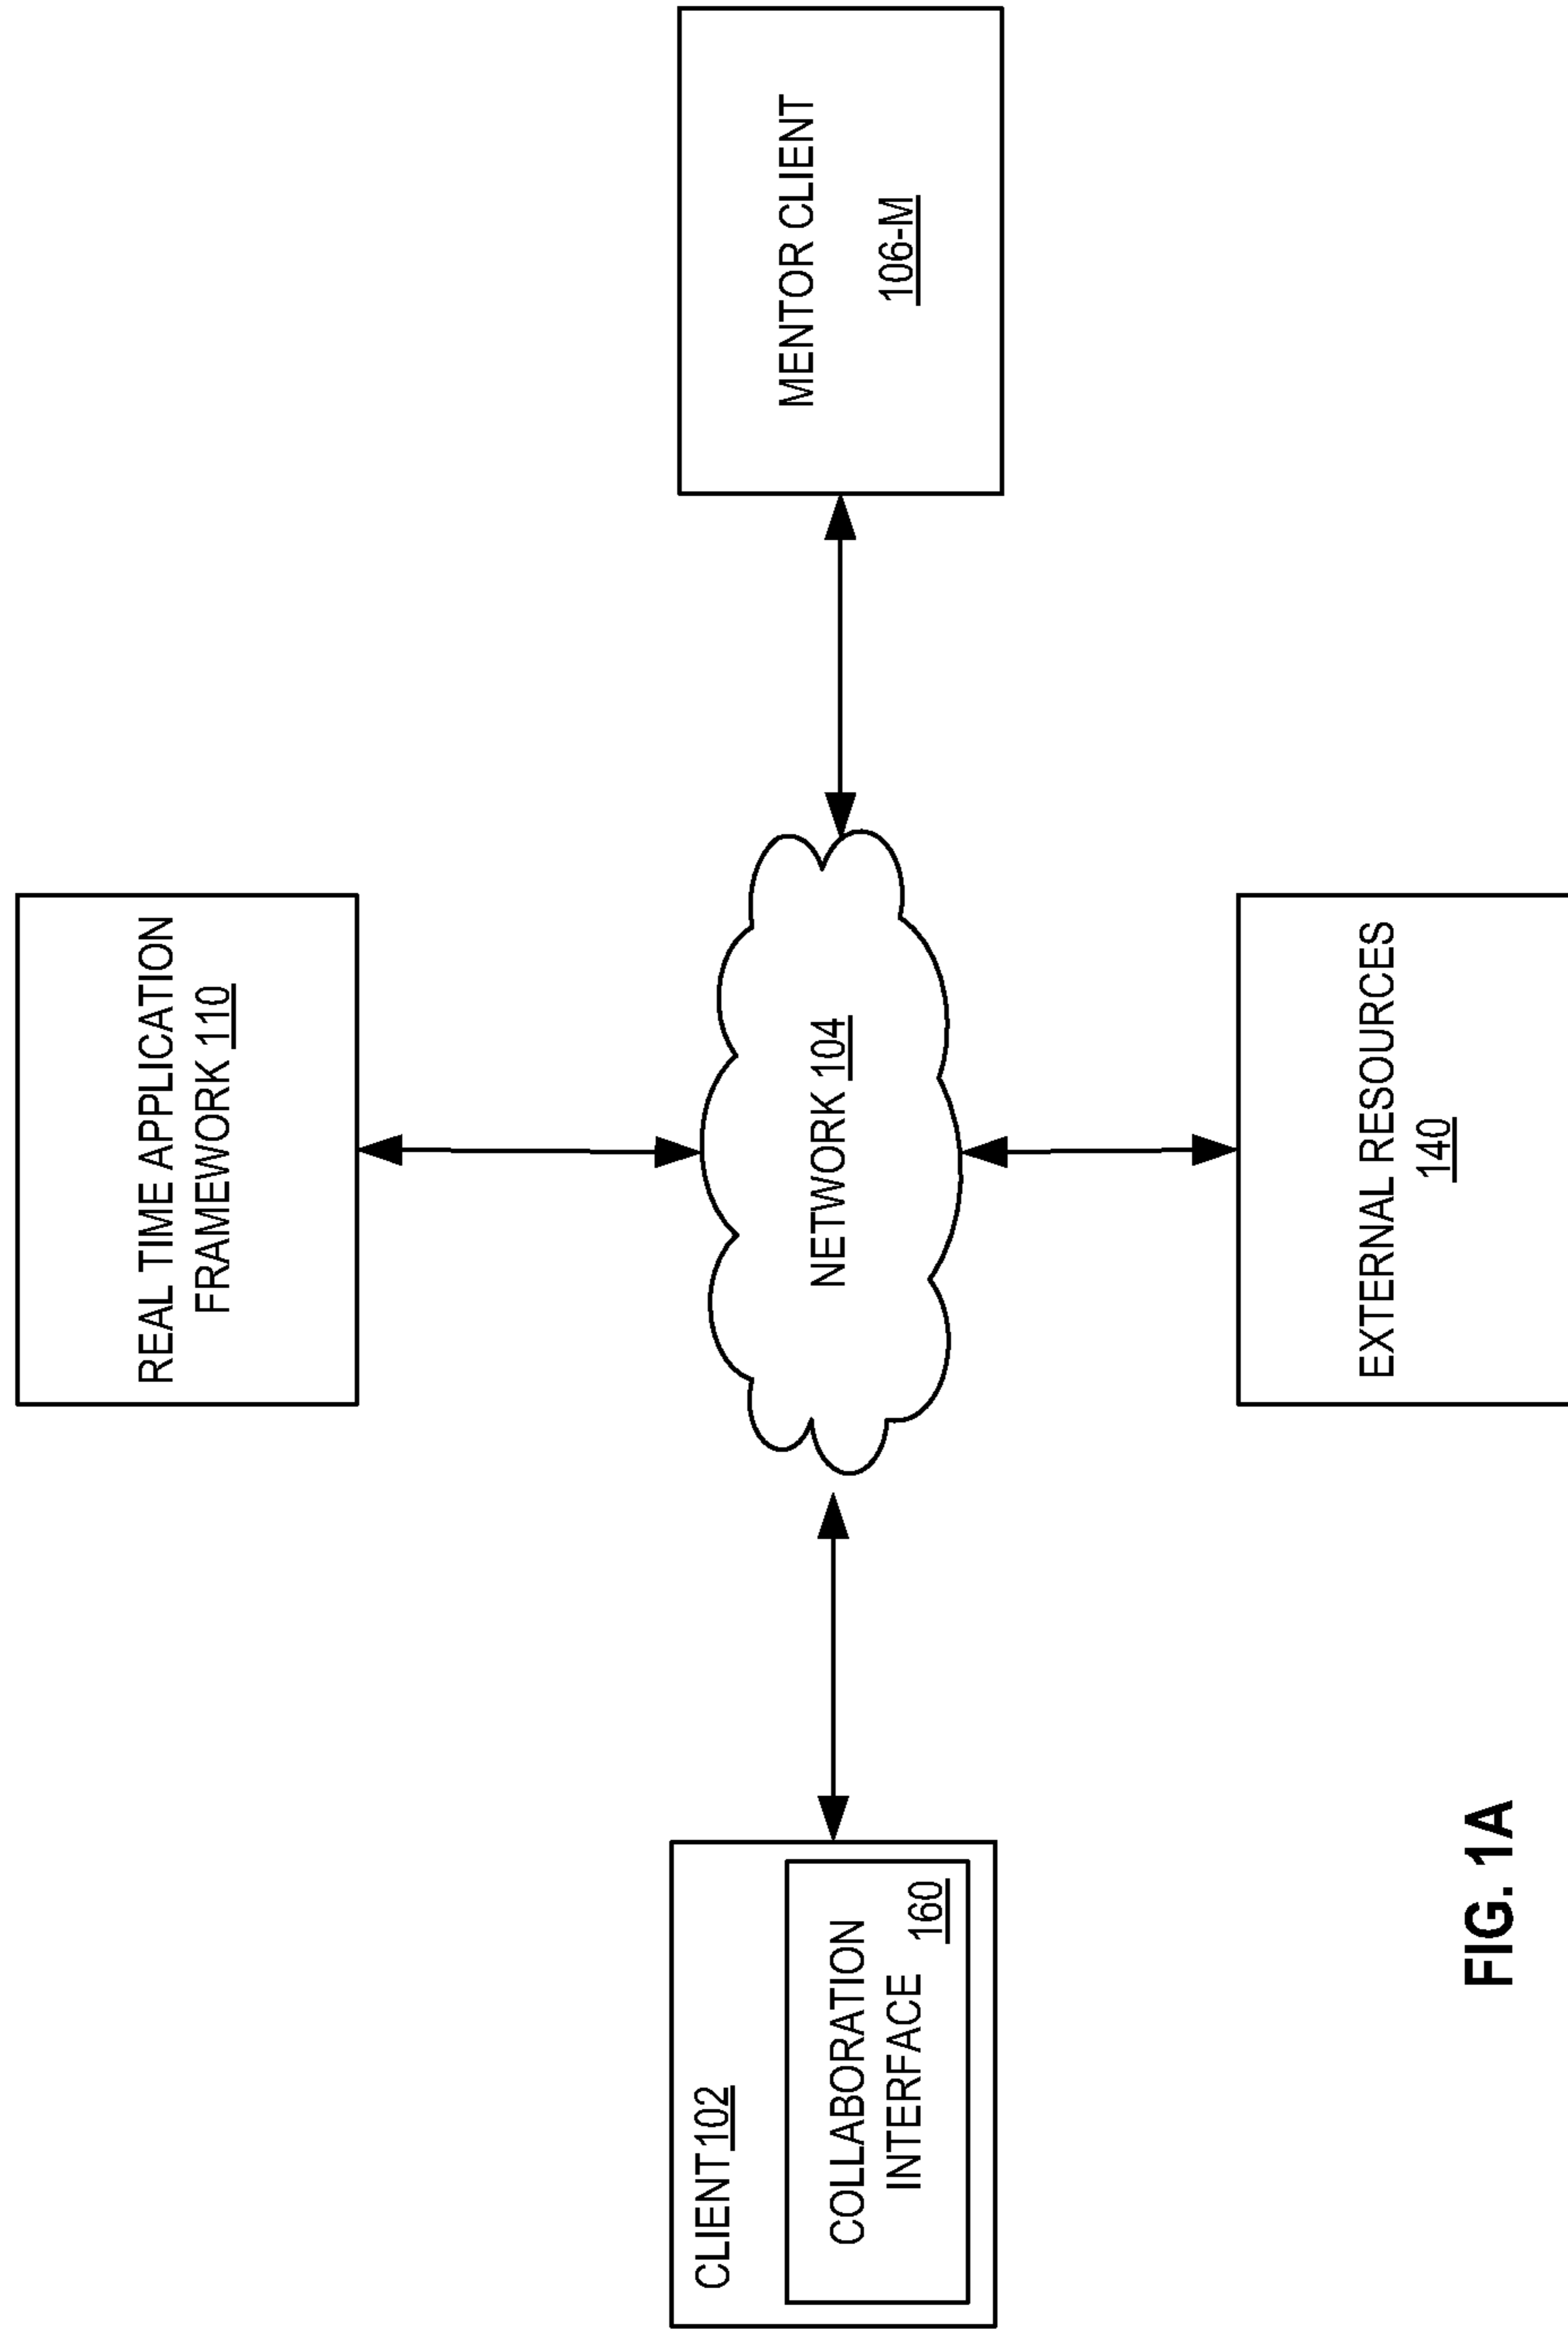 REAL TIME APPLICATION
FRAMEWORK 110
CLIENT 102
COLLABORATION
INTERFACE 160
NETWORK 104
MENTOR CLIENT
106-M
EXTERNAL RESOURCES
140
FIG. 1A